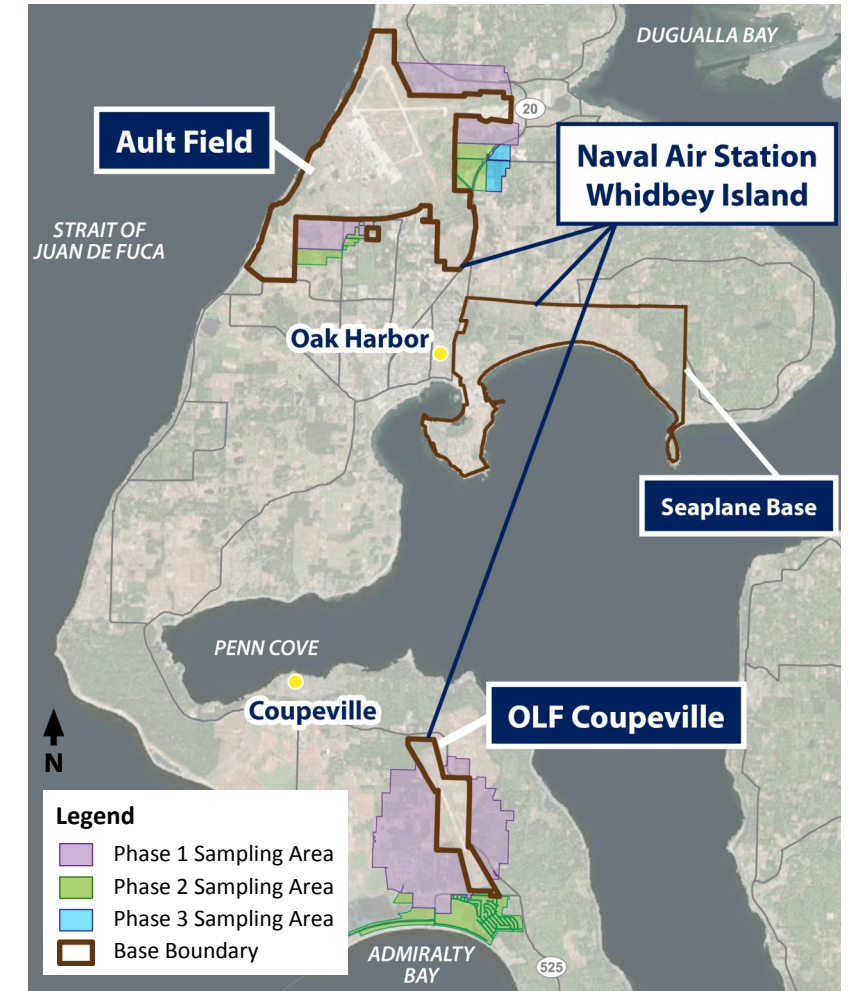 DUGUALLA BAY
20
Ault Field
Naval Air Station
Whidbey Island
STRAIT OF
JUAN DE FUCA
Oak Harbor
Seaplane Base
PENN COVE
Coupeville
OLF Coupeville
N
Legend
Phase 1 Sampling Area
Phase 2 Sampling Area
Phase 3 Sampling Area
Base Boundary
ADMIRALTY
BAY
525